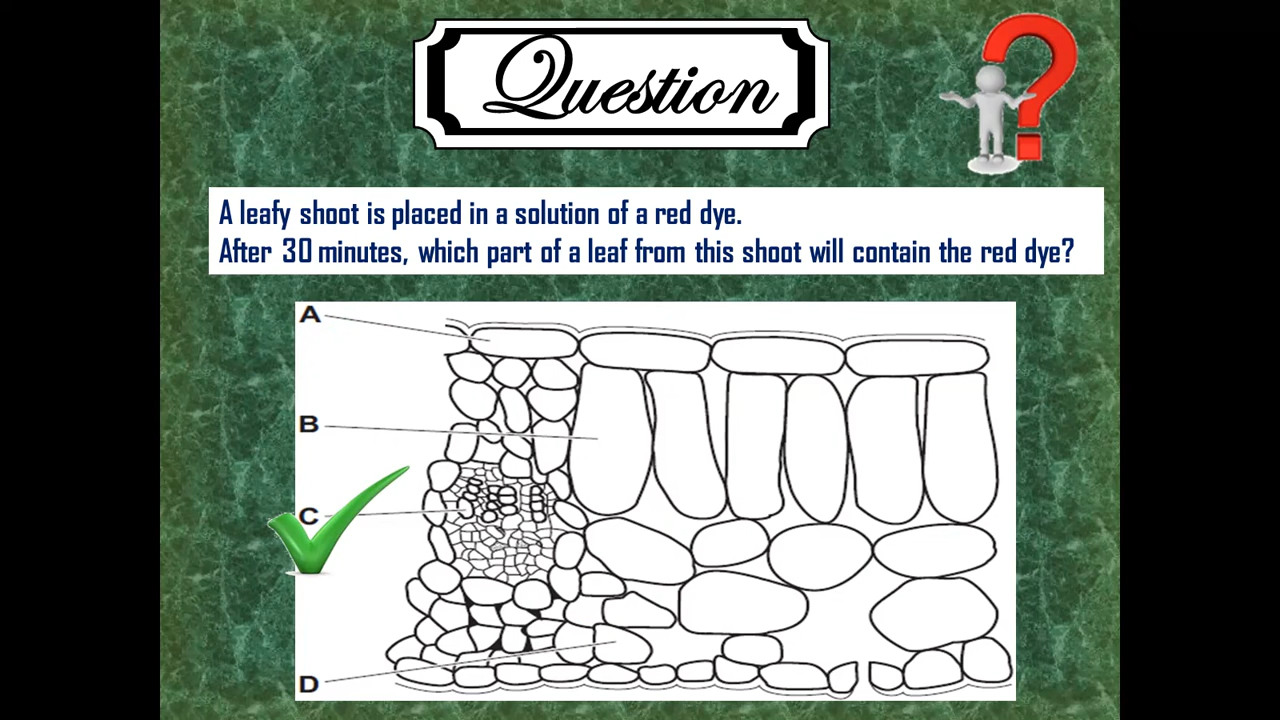 Question
A leafy shoot is placed in a solution of a red dye.
After 30 minutes, which part of a leaf from this shoot will contain the red dye?
A
B
C
D